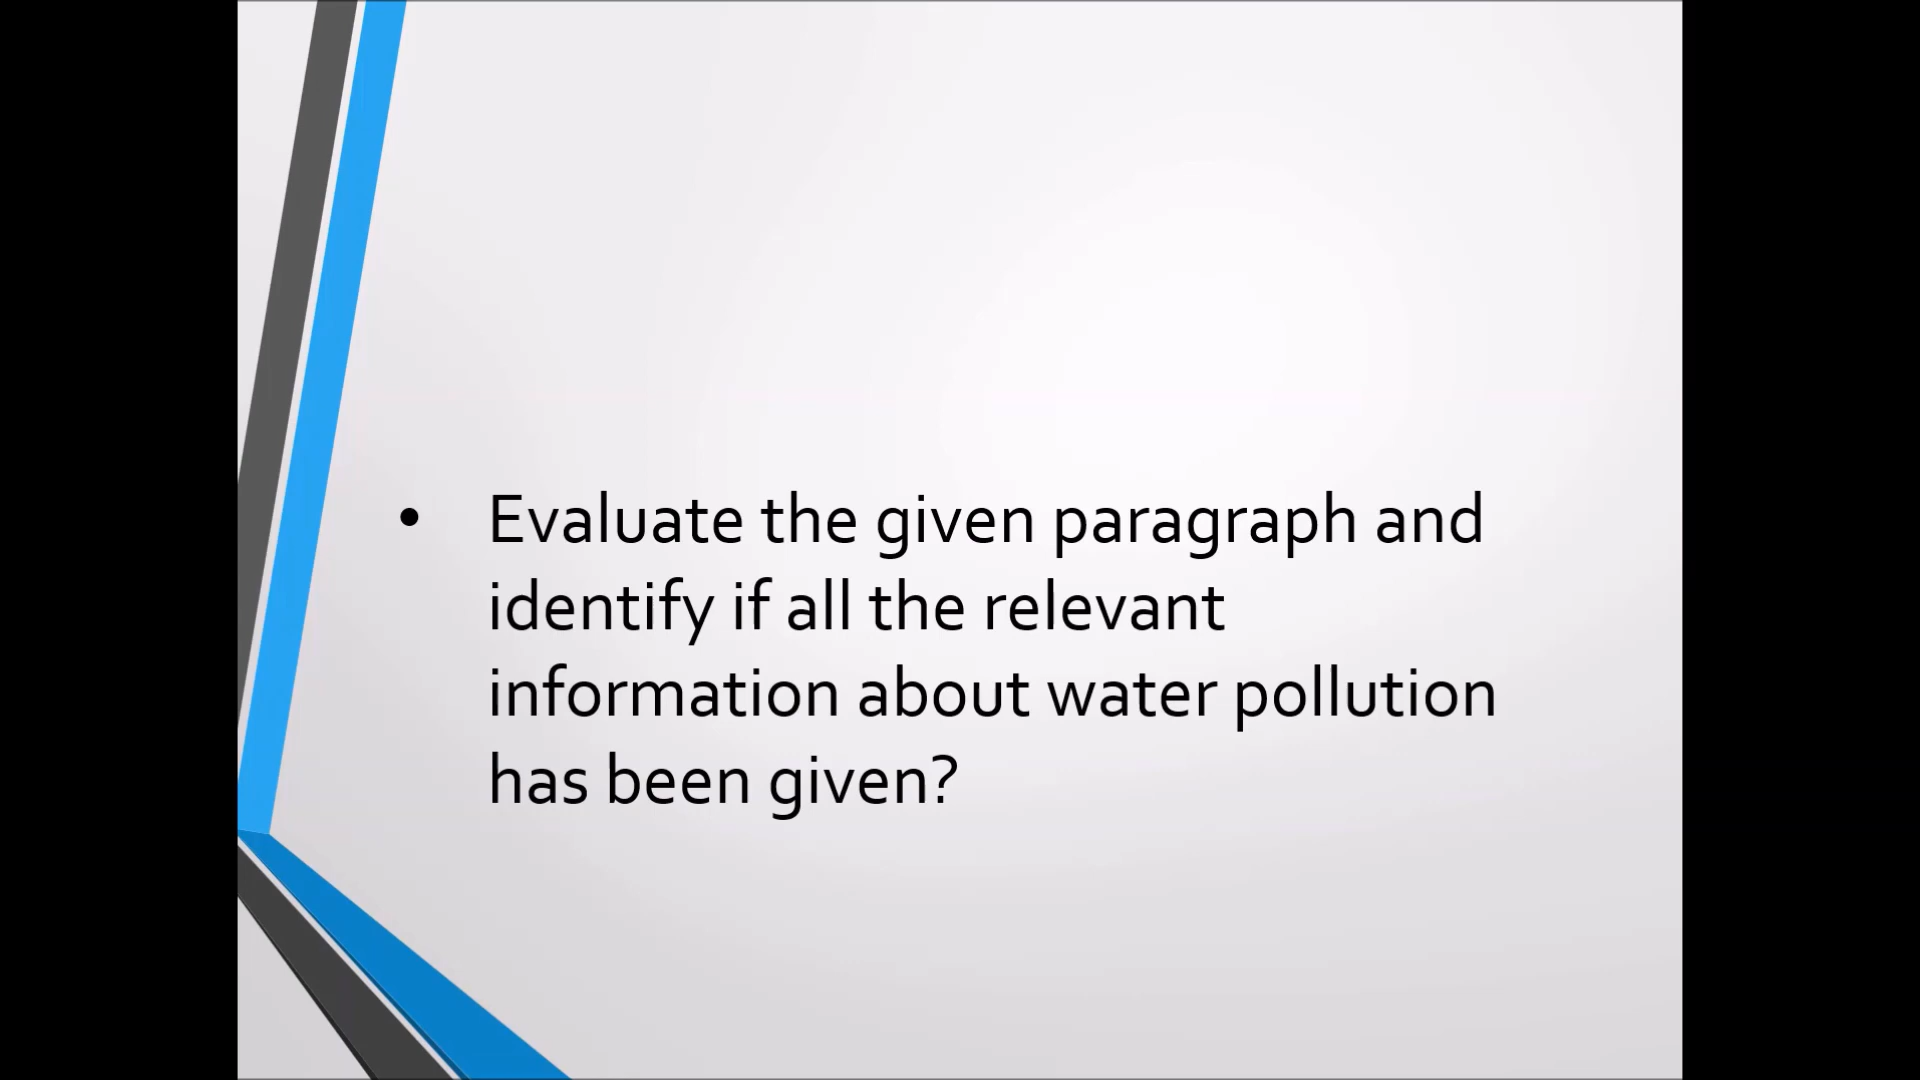 • Evaluate the given paragraph and
identify if all the relevant
information about water pollution
has been given?